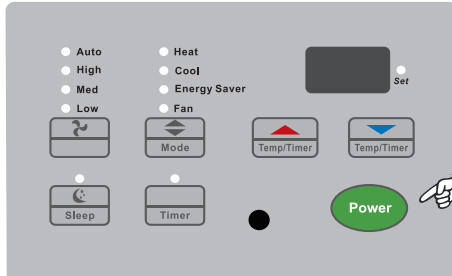 Auto
High
Med
Low
Heat
Cool
Energy Saver
Fan
Set
Mode
Temp/Timer
Temp/Timer
Sleep
Timer
Power